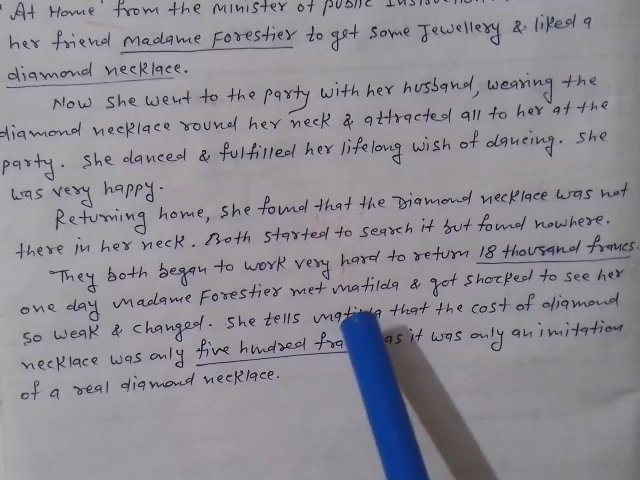 At Home' from the Minister of Public
her friend Madame Forestier to get some Jewellery & liked a
diamond necklace.
Now she went to the party with her husband, wearing the
diamond necklace round her neck & attracted all to her at the
party. She danced & fulfilled her lifelong wish of dancing. She
was very happy.
Returning home, she found that the Diamond necklace was not
there in her neck. Both started to search it but found nowhere.
They both began to work very hard to return 18 thousand francs.
one day Madame Forestier met Matilda & got shocked to see her
so weak & changed. She tells Matilda that the cost of diamond
necklace was only five hundred as it was only an imitation
of a real diamond necklace.